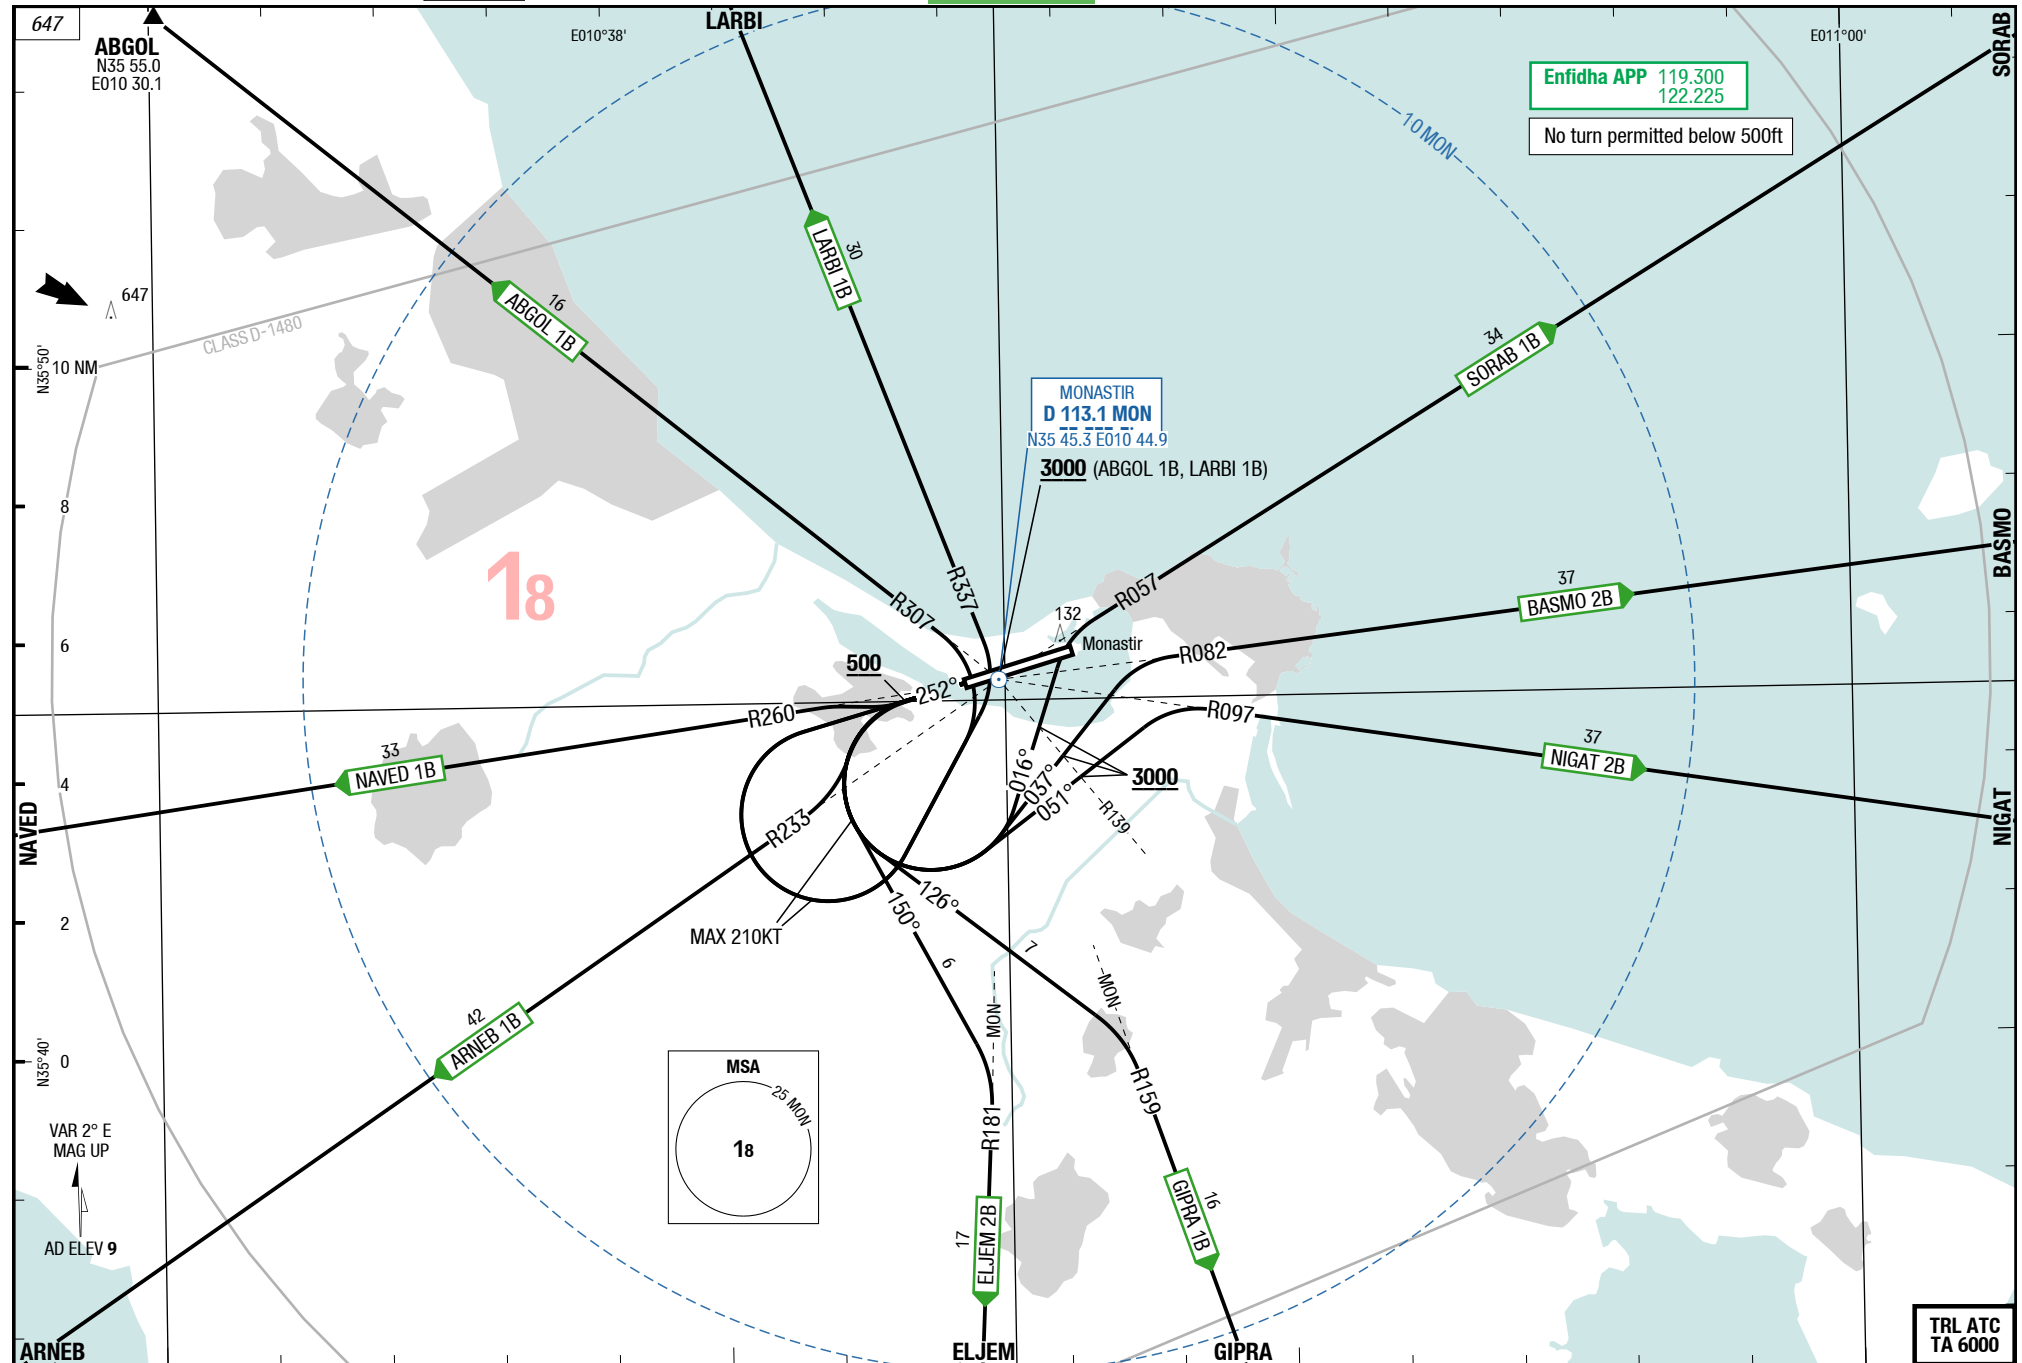 647
ABGOL
N35 55.0
E010 30.1
E010°38'
LARBI
E011°00'
SORAB
Enfidha APP 119.300
122.225
No turn permitted below 500ft
10 MON
LARBI 1B
30
16
ABGOL 1B
647
CLASS D-1480
N35°50'
10 NM
34
SORAB 1B
MONASTIR
D 113.1 MON
N35 45.3 E010 44.9
3000 (ABGOL 1B, LARBI 1B)
8
18
BASMO
R307
R337
R057
37
BASMO 2B
132
Monastir
6
R082
500
252°
R260
R097
33
NAVED 1B
37
NIGAT 2B
4
016°
037°
051°
3000
R139
NAVED
NIGAT
R233
150°
126°
2
MAX 210KT
6
7
MON
MON
42
ARNEB 1B
N35°40'
0
MSA
25 MON
18
R181
R159
VAR 2° E
MAG UP
AD ELEV 9
17
ELJEM 2B
16
GIPRA 1B
TRL ATC
TA 6000
ARNEB
ELJEM
GIPRA